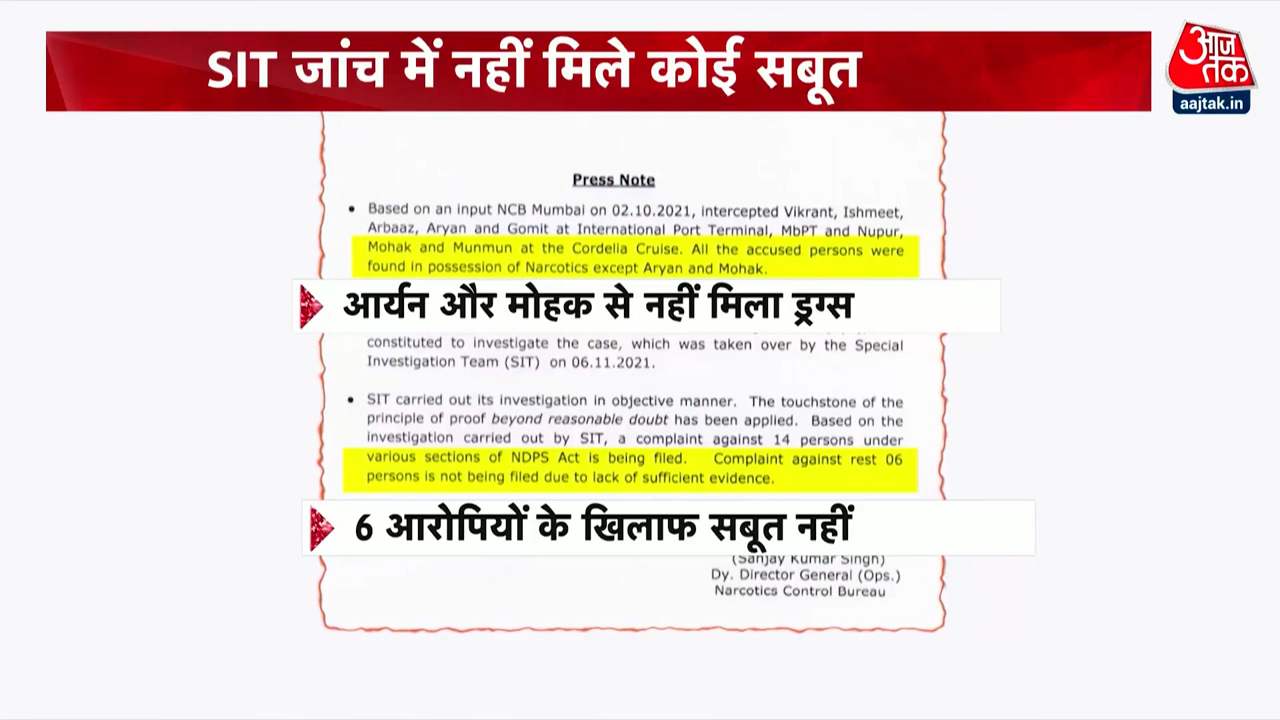 SIT जांच में नहीं मिले कोई सबूत
आज
तक
aajtak.in
Press Note
• Based on an input NCB Mumbai on 02.10.2021, intercepted Vikrant, Ishmeet,
Arbaaz, Aryan and Gomit at International Port Terminal, MbPT and Nupur,
Mohak and Munmun at the Cordelia Cruise. All the accused persons were
found in possession of Narcotics except Aryan and Mohak.
आर्यन और मोहक से नहीं मिला ड्रग्स
constituted to investigate the case, which was taken over by the Special
Investigation Team (SIT) on 06.11.2021.
• SIT carried out its investigation in objective manner. The touchstone of the
principle of proof beyond reasonable doubt has been applied. Based on the
investigation carried out by SIT, a complaint against 14 persons under
various sections of NDPS Act is being filed. Complaint against rest 06
persons is not being filed due to lack of sufficient evidence.
6 आरोपियों के खिलाफ सबूत नहीं
(Sanjay Kumar Singh)
Dy. Director General (Ops.)
Narcotics Control Bureau